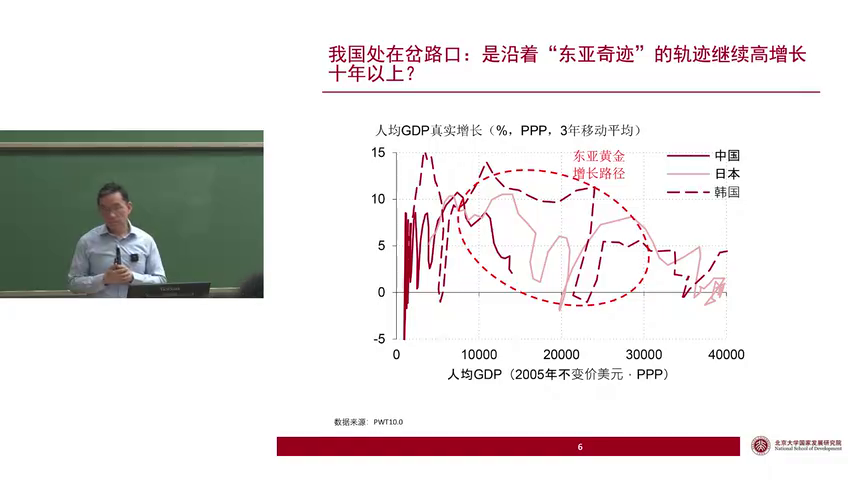 我国处在岔路口：是沿着“东亚奇迹”的轨迹继续高增长
十年以上？
人均GDP真实增长（%，PPP，3年移动平均）
15
10
5
0
-5
东亚黄金
增长路径
中国
日本
韩国
0 10000 20000 30000 40000
人均GDP（2005年不变价美元·PPP）
数据来源：PWT10.0
6
北京大学国家发展研究院
National School of Development